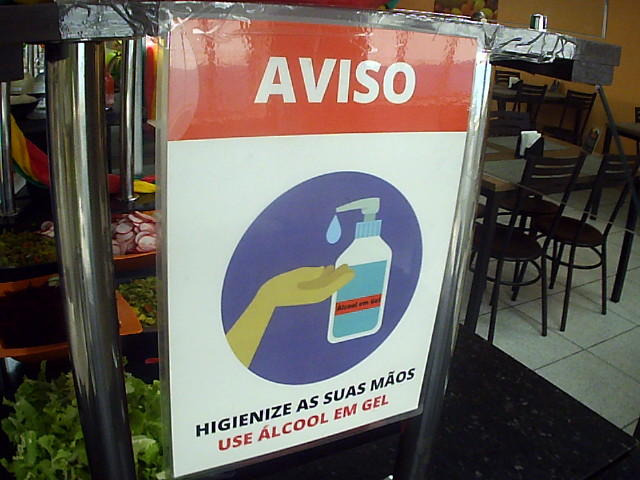 AVISO
Álcool em Gel
HIGIENIZE AS SUAS MÃOS
USE ÁLCOOL EM GEL